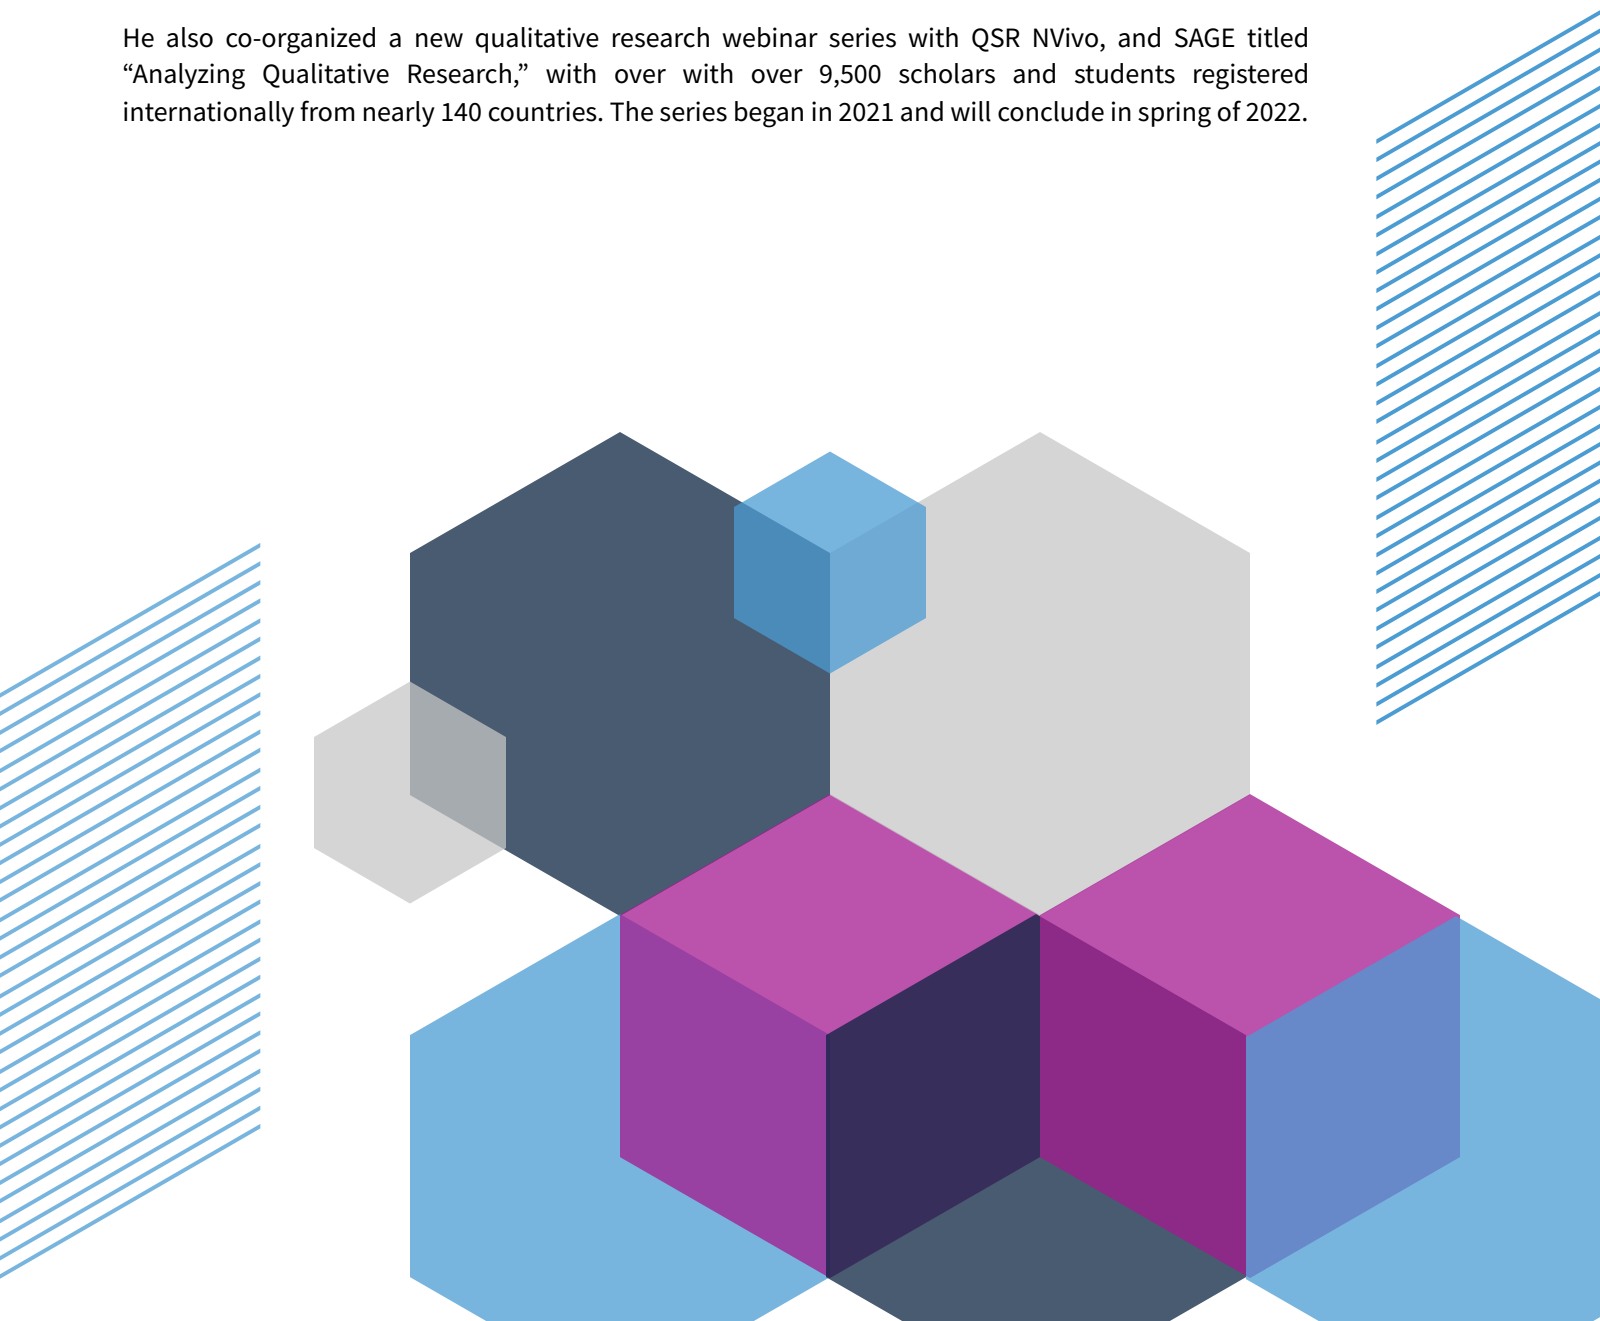 He also co-organized a new qualitative research webinar series with QSR NVivo, and SAGE titled
“Analyzing Qualitative Research,” with over with over 9,500 scholars and students registered
internationally from nearly 140 countries. The series began in 2021 and will conclude in spring of 2022.